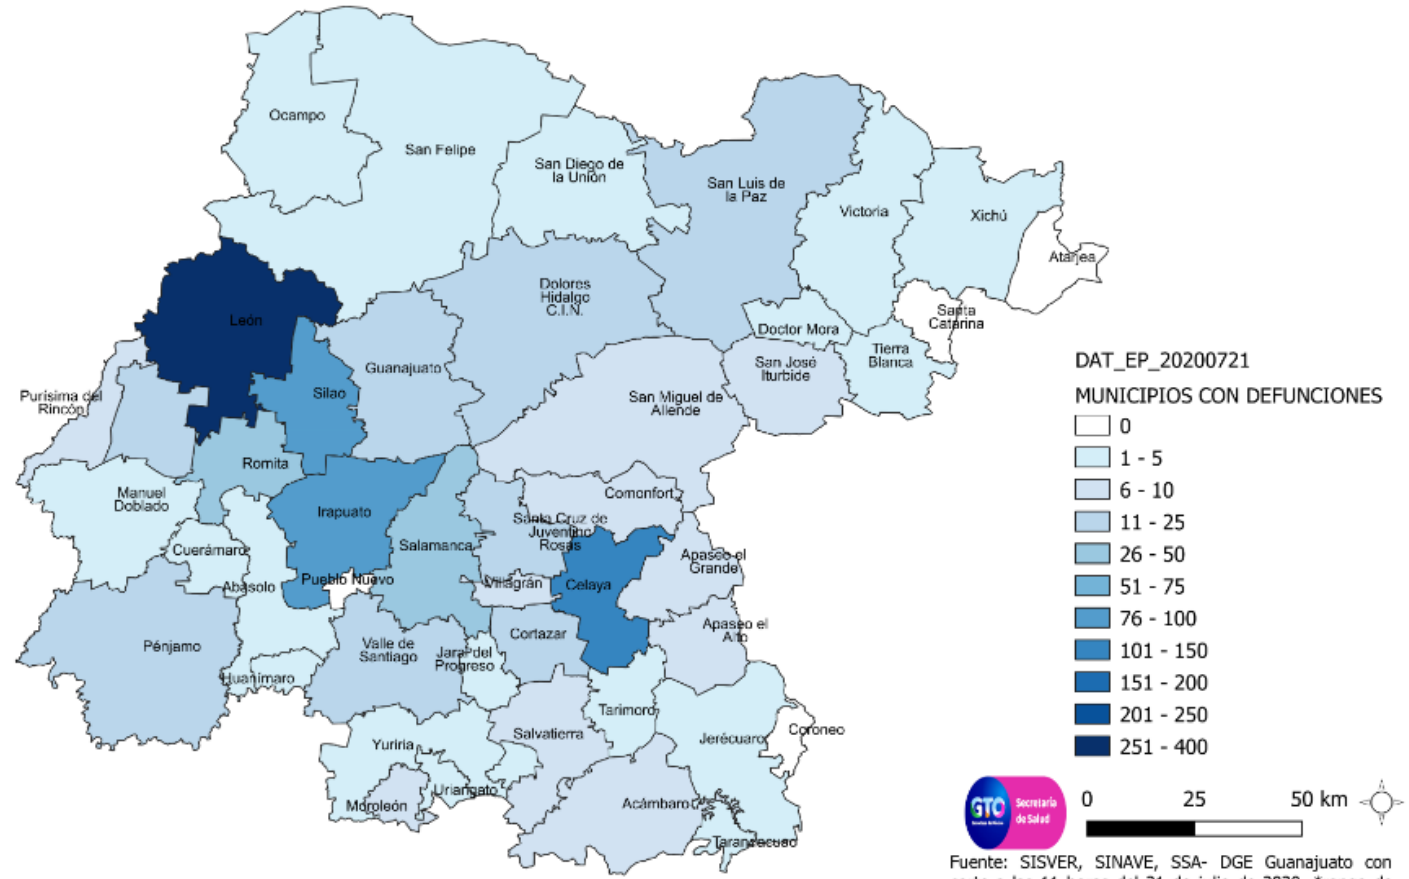 Ocampo
San Felipe
San Diego de
la Unión
San Luis de
la Paz
Victoria
Xichú
Atarjea
Dolores
Hidalgo
C.I.N.
Santa
Catarina
León
Doctor Mora
Tierra
Blanca
Guanajuato
San José
Iturbide
Silao
Purísima del
Rincón
San Miguel de
Allende
Romita
Manuel
Doblado
Comonfort
Irapuato
Santa Cruz de
Juventino
Rosas
Salamanca
Cuerámaro
Apaseo el
Grande
Abasolo
Pueblo Nuevo
Villagrán
Celaya
Apaseo el
Alto
Cortazar
Pénjamo
Valle de
Santiago
Jaral del
Progreso
Huanímaro
Tarimoro
Coroneo
Salvatierra
Jerécuaro
Yuriria
Uriangato
Moroleón
Acámbaro
Tarandacuao
DAT_EP_20200721
MUNICIPIOS CON DEFUNCIONES
0
1 - 5
6 - 10
11 - 25
26 - 50
51 - 75
76 - 100
101 - 150
151 - 200
201 - 250
251 - 400
GTO
Secretaría
de Salud
0 25 50 km
Fuente: SISVER, SINAVE, SSA- DGE Guanajuato con